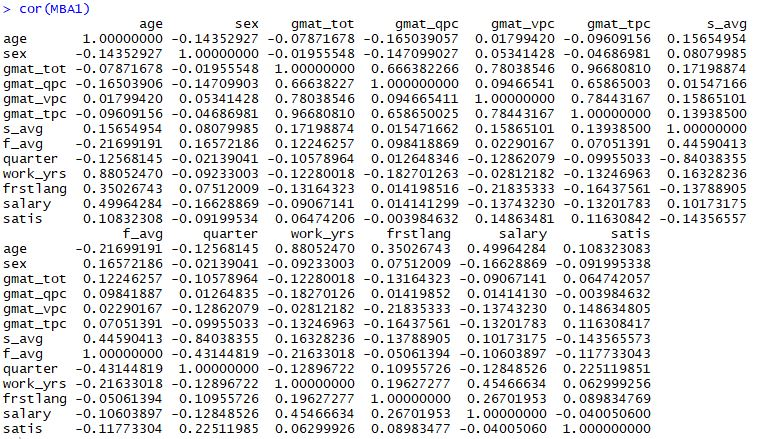 > cor(MBA1)
age sex gmat_tot gmat_qpc gmat_vpc gmat_tpc s_avg
age 1.00000000 -0.14352927 -0.07871678 -0.165039057 0.01799420 -0.09609156 0.15654954
sex -0.14352927 1.00000000 -0.01955548 -0.147099027 0.05341428 -0.04686981 0.08079985
gmat_tot -0.07871678 -0.01955548 1.00000000 0.666382266 0.78038546 0.96680810 0.17198874
gmat_qpc -0.16503906 -0.14709903 0.66638227 1.000000000 0.09466541 0.65865003 0.01547166
gmat_vpc 0.01799420 0.05341428 0.78038546 0.094665411 1.00000000 0.78443167 0.15865101
gmat_tpc -0.09609156 -0.04686981 0.96680810 0.658650025 0.78443167 1.00000000 0.13938500
s_avg 0.15654954 0.08079985 0.17198874 0.015471662 0.15865101 0.13938500 1.00000000
f_avg -0.21699191 0.16572186 0.12246257 0.098418869 0.02290167 0.07051391 0.44590413
quarter -0.12568145 -0.02139041 -0.10578964 0.012648346 -0.12862079 -0.09955033 -0.84038355
work_yrs 0.88052470 -0.09233003 -0.12280018 -0.182701263 -0.02812182 -0.13246963 0.16328236
frstlang 0.35026743 0.07512009 -0.13164323 0.014198516 -0.21835333 -0.16437561 -0.13788905
salary 0.49964284 -0.16628869 -0.09067141 0.014141299 -0.13743230 -0.13201783 0.10173175
satis 0.10832308 -0.09199534 0.06474206 -0.003984632 0.14863481 0.11630842 -0.14356557
f_avg quarter work_yrs frstlang salary satis
age -0.21699191 -0.12568145 0.88052470 0.35026743 0.49964284 0.108323083
sex 0.16572186 -0.02139041 -0.09233003 0.07512009 -0.16628869 -0.091995338
gmat_tot 0.12246257 -0.10578964 -0.12280018 -0.13164323 -0.09067141 0.064742057
gmat_qpc 0.09841887 0.01264835 -0.18270126 0.01419852 0.01414130 -0.003984632
gmat_vpc 0.02290167 -0.12862079 -0.02812182 -0.21835333 -0.13743230 0.148634805
gmat_tpc 0.07051391 -0.09955033 -0.13246963 -0.16437561 -0.13201783 0.116308417
s_avg 0.44590413 -0.84038355 0.16328236 -0.13788905 0.10173175 -0.143565573
f_avg 1.00000000 -0.43144819 -0.21633018 -0.05061394 -0.10603897 -0.117733043
quarter -0.43144819 1.00000000 -0.12896722 0.10955726 -0.12848526 0.225119851
work_yrs -0.21633018 -0.12896722 1.00000000 0.19627277 0.45466634 0.062999256
frstlang -0.05061394 0.10955726 0.19627277 1.00000000 0.26701953 0.089834769
salary -0.10603897 -0.12848526 0.45466634 0.26701953 1.00000000 -0.040050600
satis -0.11773304 0.22511985 0.06299926 0.08983477 -0.04005060 1.000000000